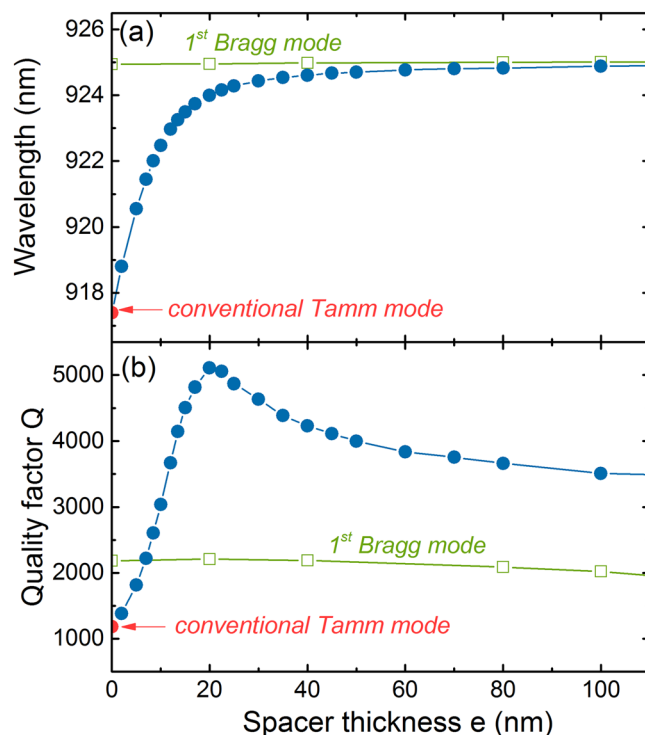 (a)
1st Bragg mode
926
924
922
920
918
Wavelength (nm)
conventional Tamm mode
(b)
5000
4000
3000
2000
1000
Quality factor Q
1st Bragg mode
conventional Tamm mode
0 20 40 60 80 100
Spacer thickness e (nm)